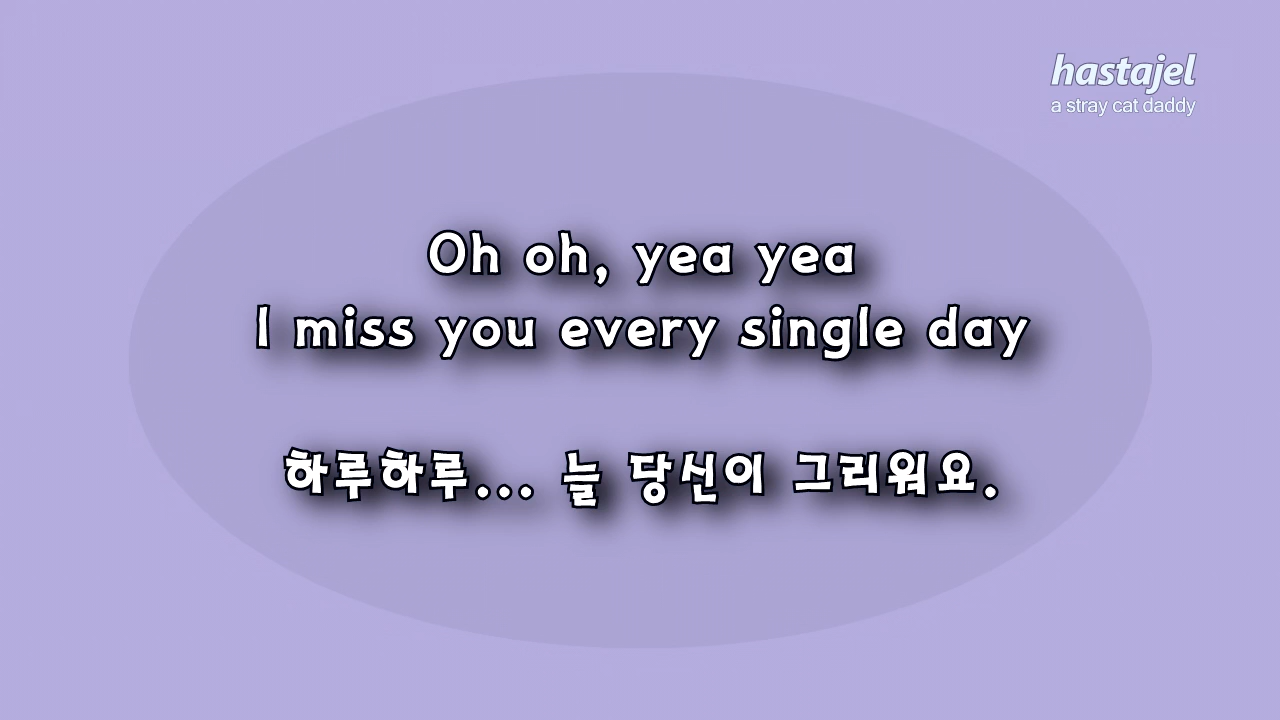 hastajel
a stray cat daddy
Oh oh, yea yea
I miss you every single day
하루하루... 늘 당신이 그리워요.